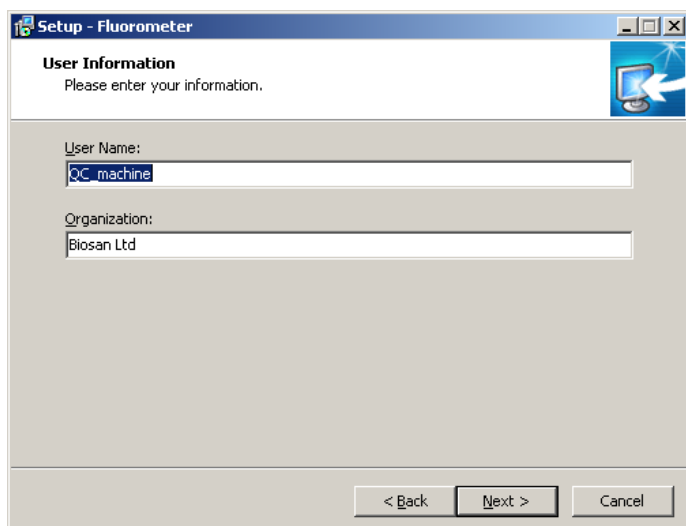 Setup - Fluorometer
User Information
Please enter your information.
User Name:
QC_machine
Organization:
Biosan Ltd
< Back Next > Cancel